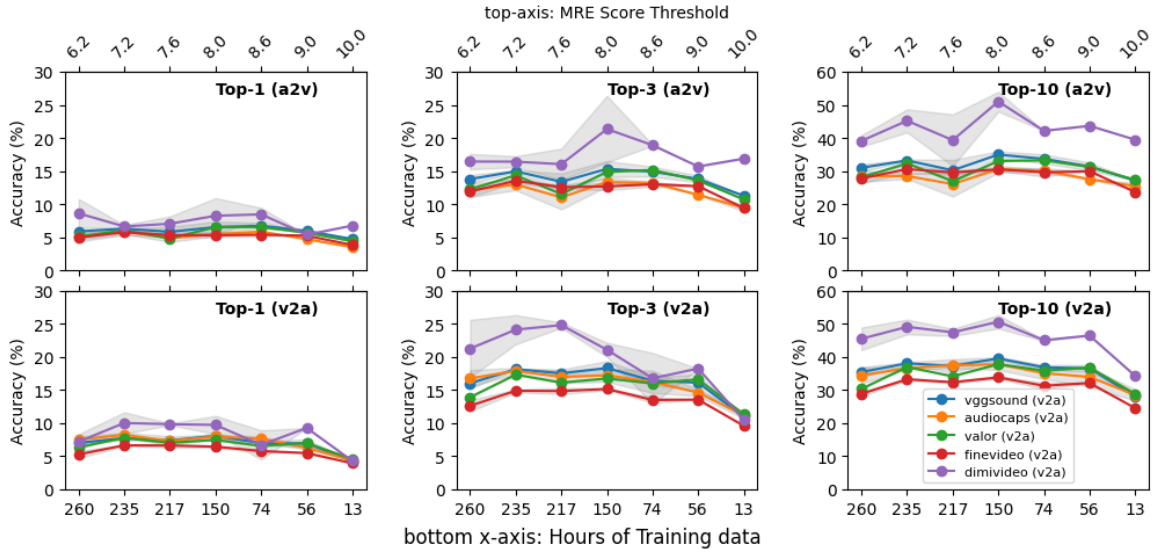 top-axis: MRE Score Threshold
6.2 7.2 7.6 8.0 8.6 9.0 10.0
6.2 7.2 7.6 8.0 8.6 9.0 10.0
6.2 7.2 7.6 8.0 8.6 9.0 10.0
Accuracy (%)
30
25
20
15
10
5
0
Top-1 (a2v)
Accuracy (%)
30
25
20
15
10
5
0
Top-3 (a2v)
Accuracy (%)
60
50
40
30
20
10
0
Top-10 (a2v)
Accuracy (%)
30
25
20
15
10
5
0
Top-1 (v2a)
260 235 217 150 74 56 13
Accuracy (%)
30
25
20
15
10
5
0
Top-3 (v2a)
260 235 217 150 74 56 13
Accuracy (%)
60
50
40
30
20
10
0
Top-10 (v2a)
vggsound (v2a)
audiocaps (v2a)
valor (v2a)
finevideo (v2a)
dimivideo (v2a)
260 235 217 150 74 56 13
bottom x-axis: Hours of Training data